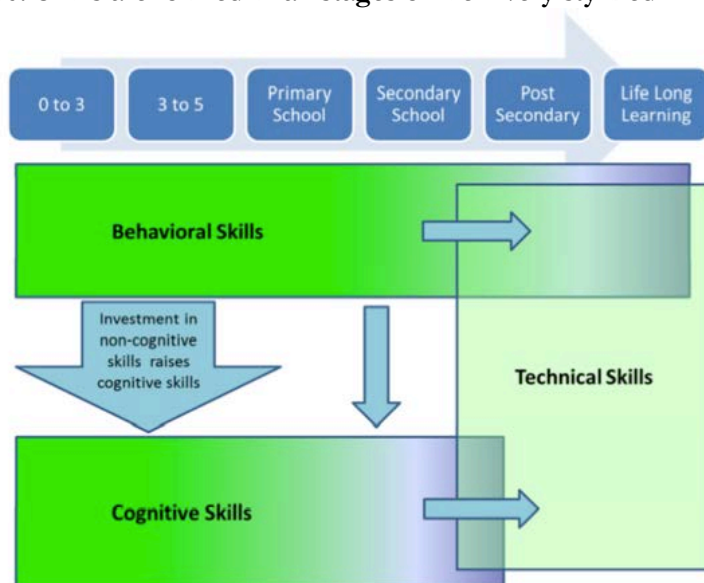 0 to 3
3 to 5
Primary
School
Secondary
School
Post
Secondary
Life Long
Learning
Behavioral Skills
Investment in
non-cognitive
skills raises
cognitive skills
Technical Skills
Cognitive Skills